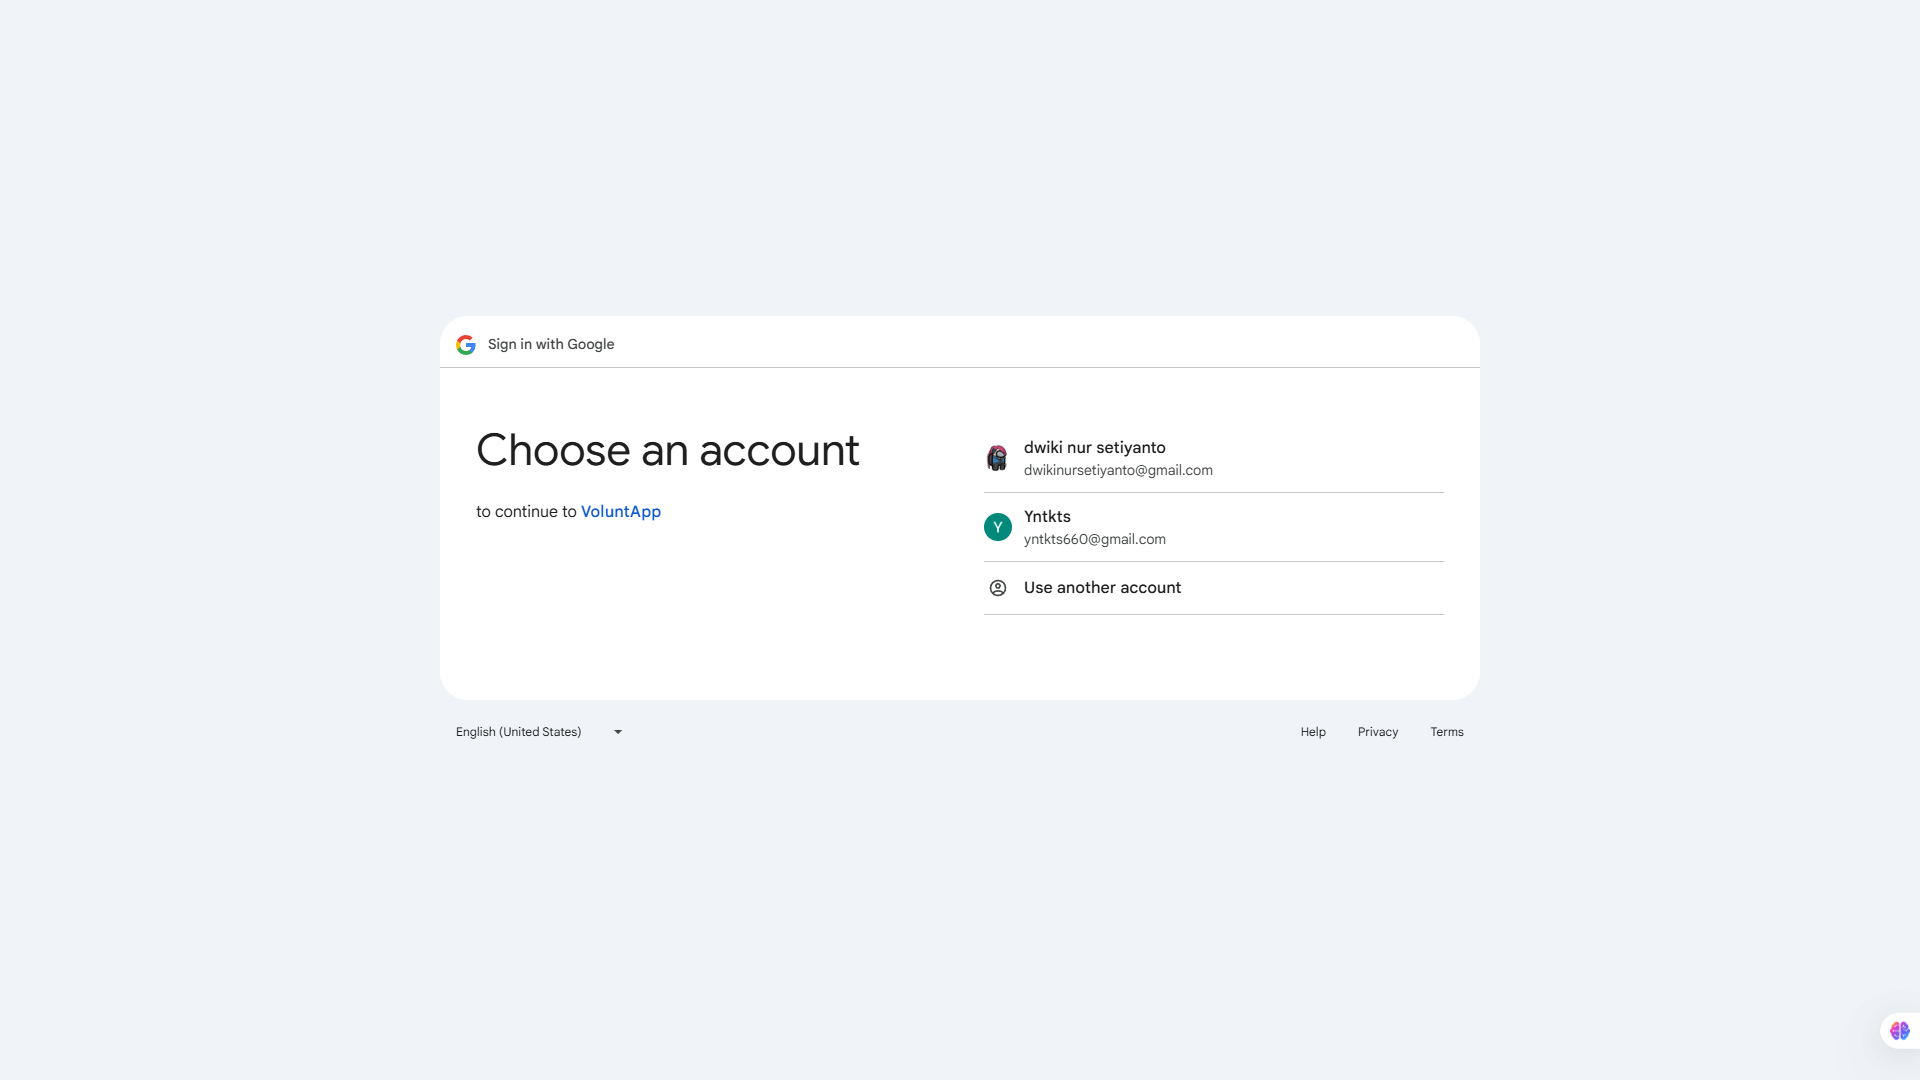 Sign in with Google
Choose an account
to continue to VoluntApp
dwiki nur setiyanto
dwikinursetiyanto@gmail.com
Y
Yntkts
yntkts660@gmail.com
Use another account
English (United States)
Help
Privacy
Terms